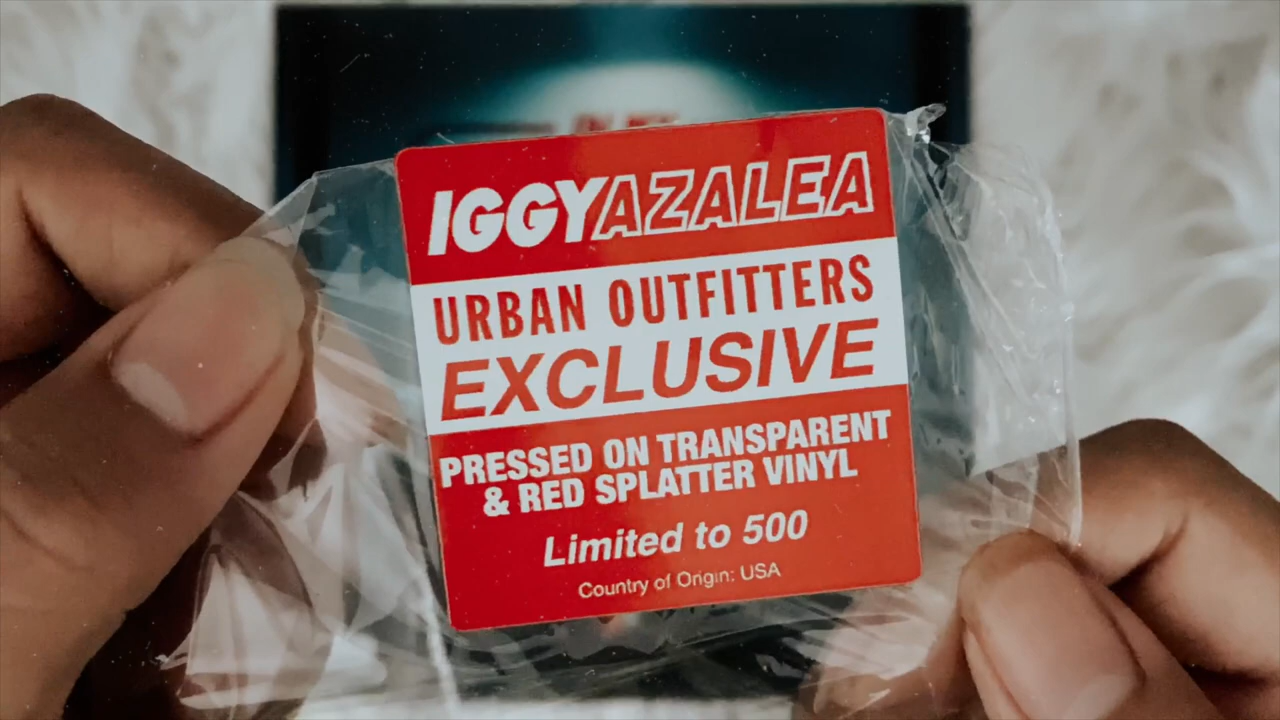 IGGYAZALEA
URBAN OUTFITTERS
EXCLUSIVE
PRESSED ON TRANSPARENT
& RED SPLATTER VINYL
Limited to 500
Country of Origin: USA